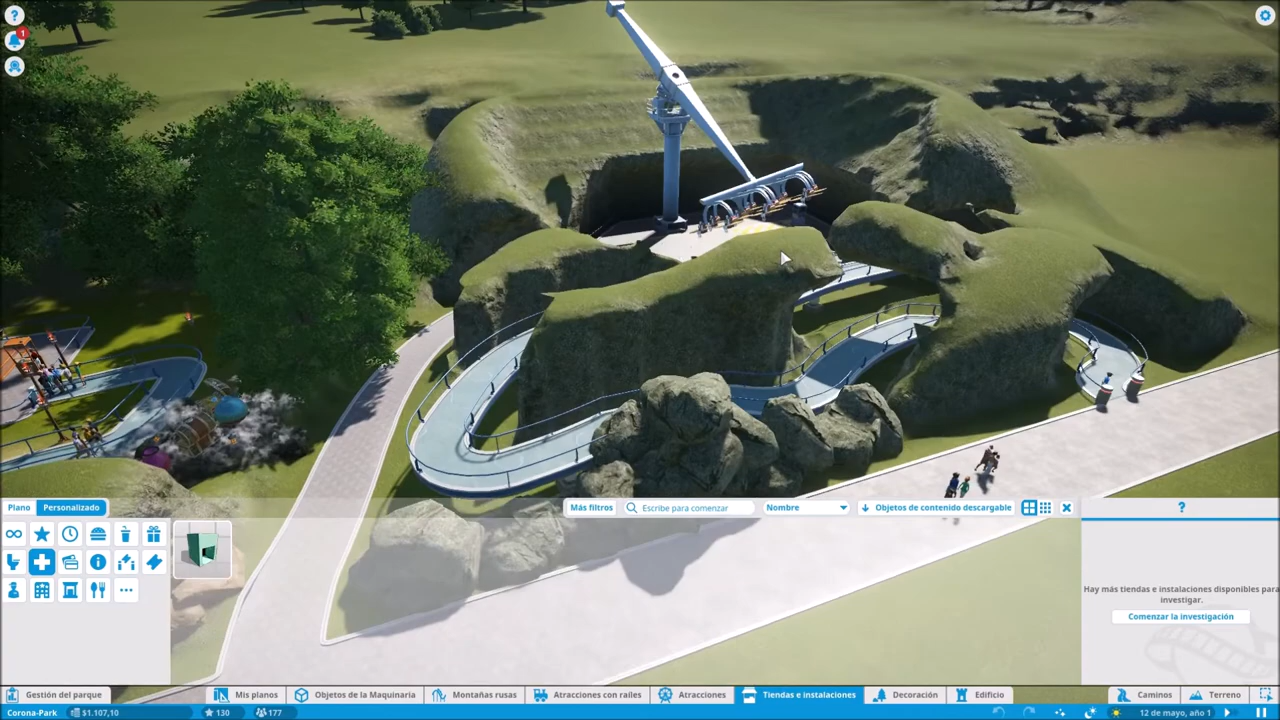 1
Plano
Personalizado
Más filtros
Escribe para comenzar
Nombre
Objetos de contenido descargable
?
Hay más tiendas e instalaciones disponibles para
investigar.
Comenzar la investigación
Gestión del parque
Mis planos
Objetos de la Maquinaria
Montañas rusas
Atracciones con raíles
Atracciones
Tiendas e instalaciones
Decoración
Edificio
Caminos
Terreno
Corona-Park
$1.107,10
130
177
12 de mayo, año 1